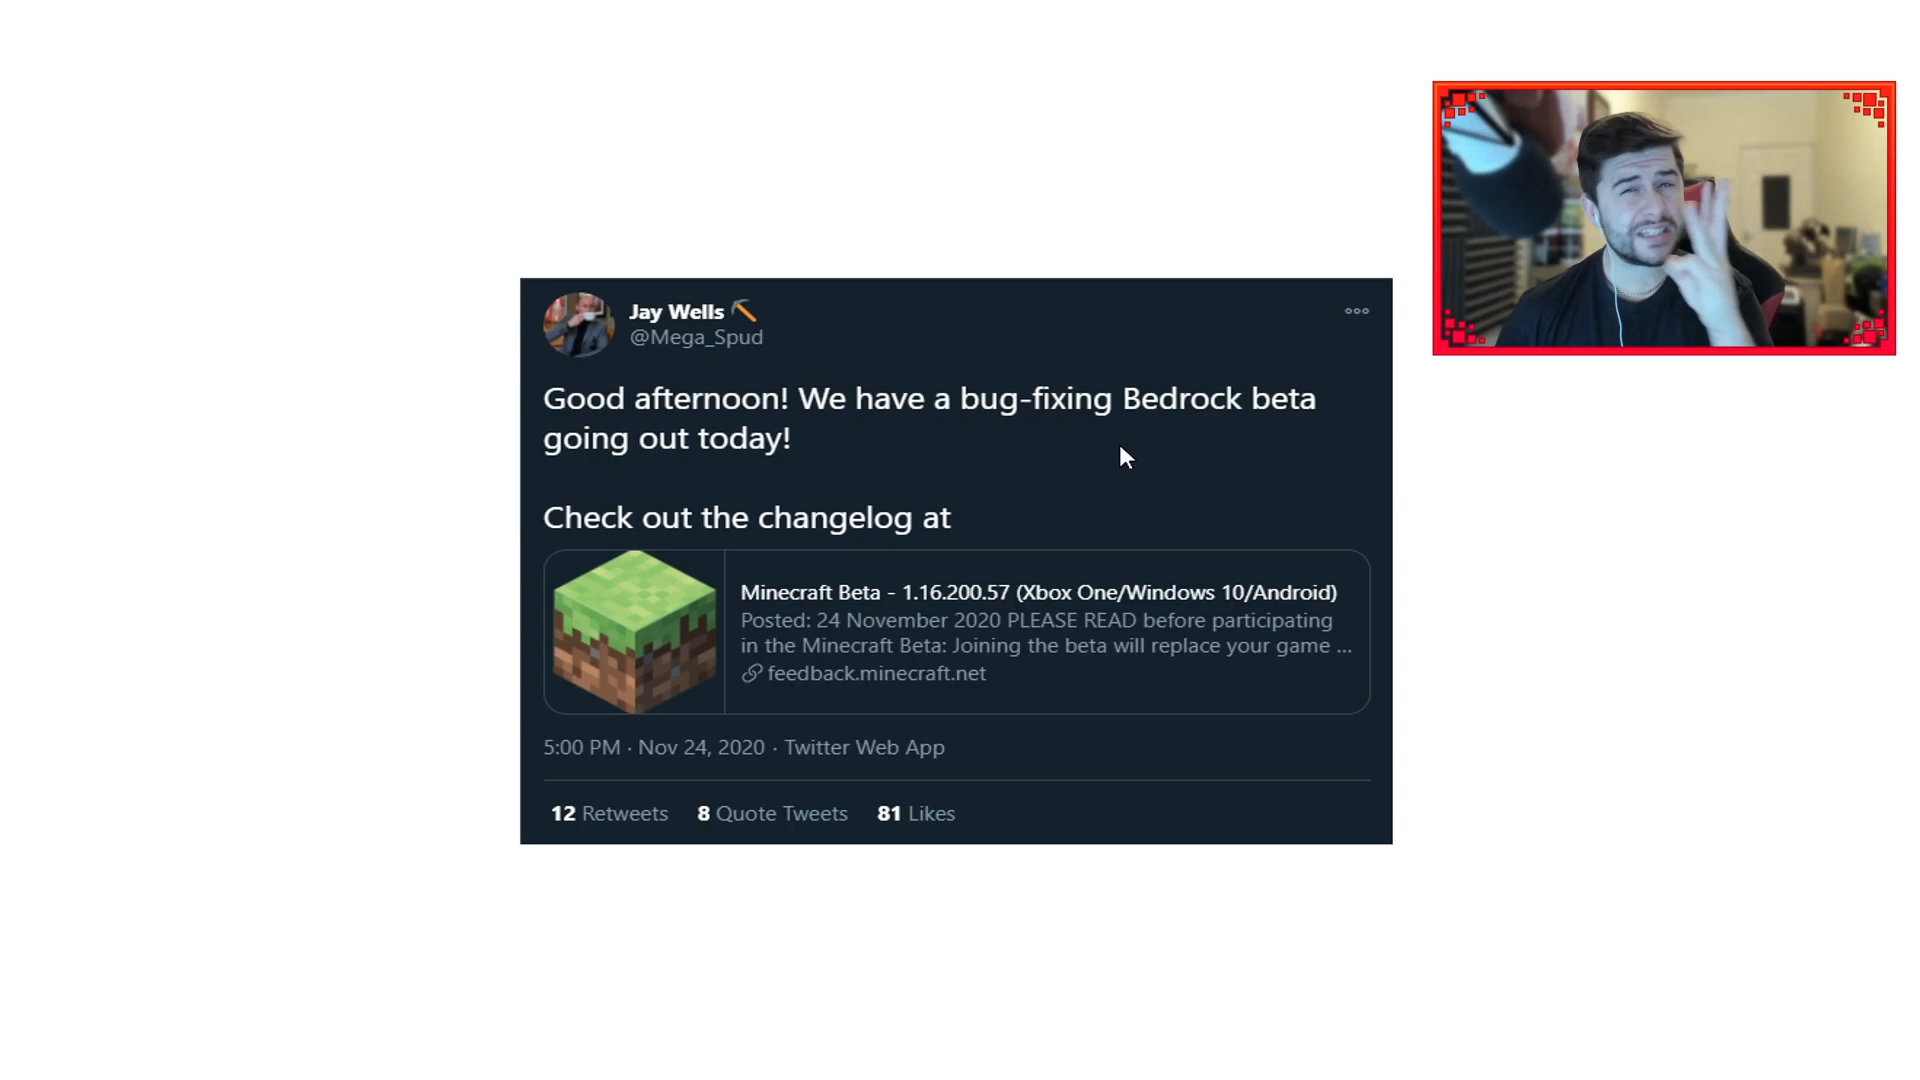 Jay Wells
@Mega_Spud
Good afternoon! We have a bug-fixing Bedrock beta
going out today!
Check out the changelog at
Minecraft Beta - 1.16.200.57 (Xbox One/Windows 10/Android)
Posted: 24 November 2020 PLEASE READ before participating
in the Minecraft Beta: Joining the beta will replace your game ...
feedback.minecraft.net
5:00 PM · Nov 24, 2020 · Twitter Web App
12 Retweets 8 Quote Tweets 81 Likes